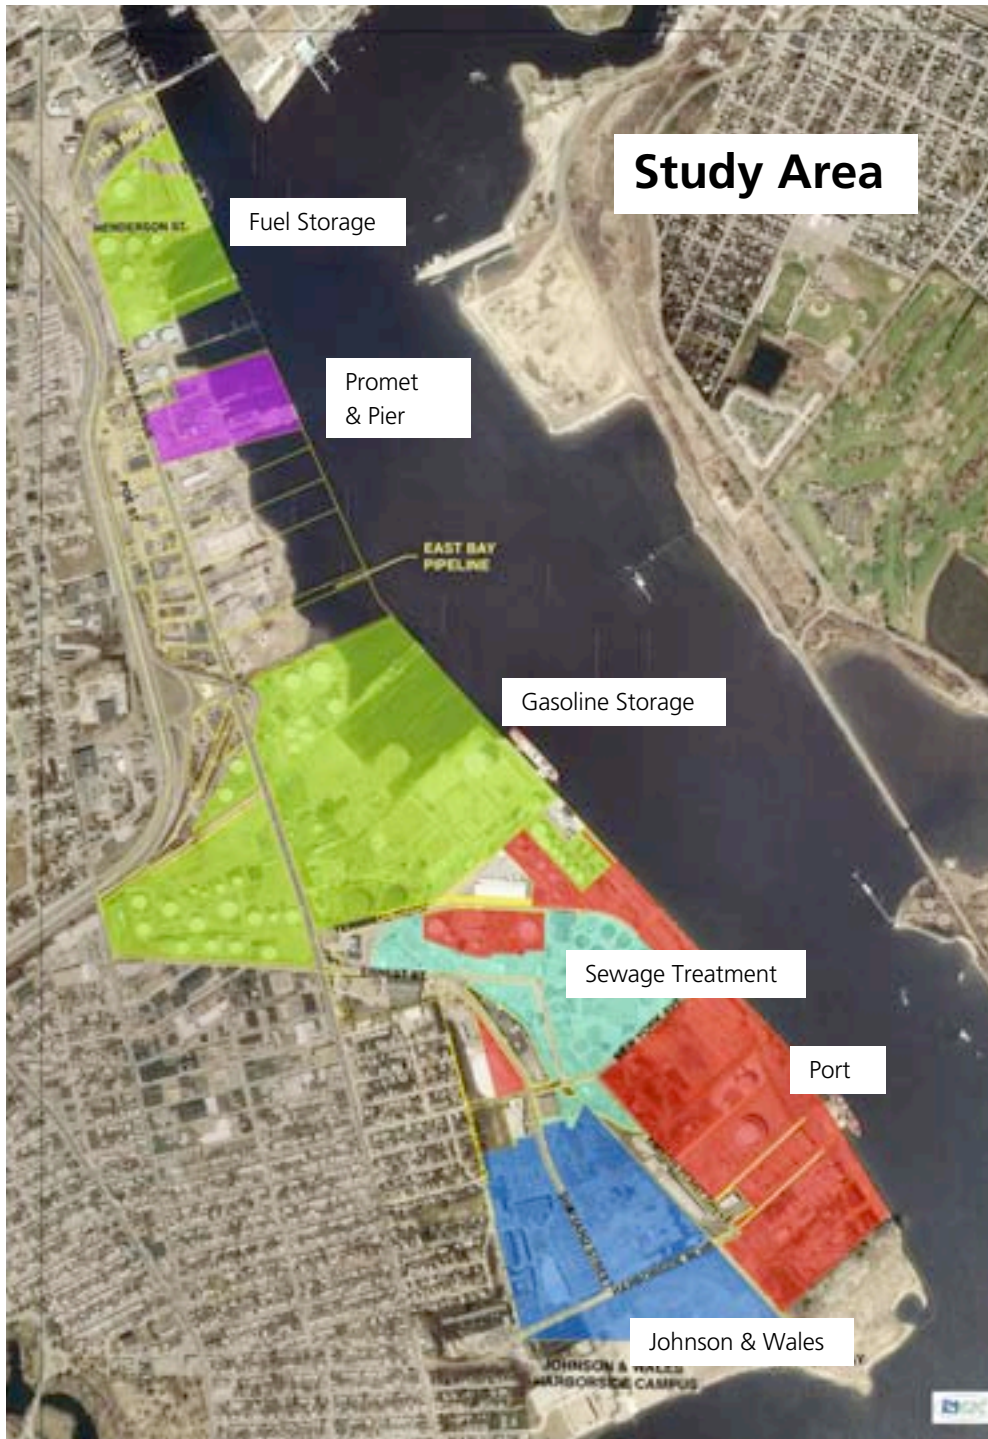 Study Area
Fuel Storage
HENDERSON ST.
Promet
& Pier
EAST BAY
PIPELINE
Gasoline Storage
Sewage Treatment
Port
Johnson & Wales
JOHNSON & WALES
HARBORSIDE CAMPUS